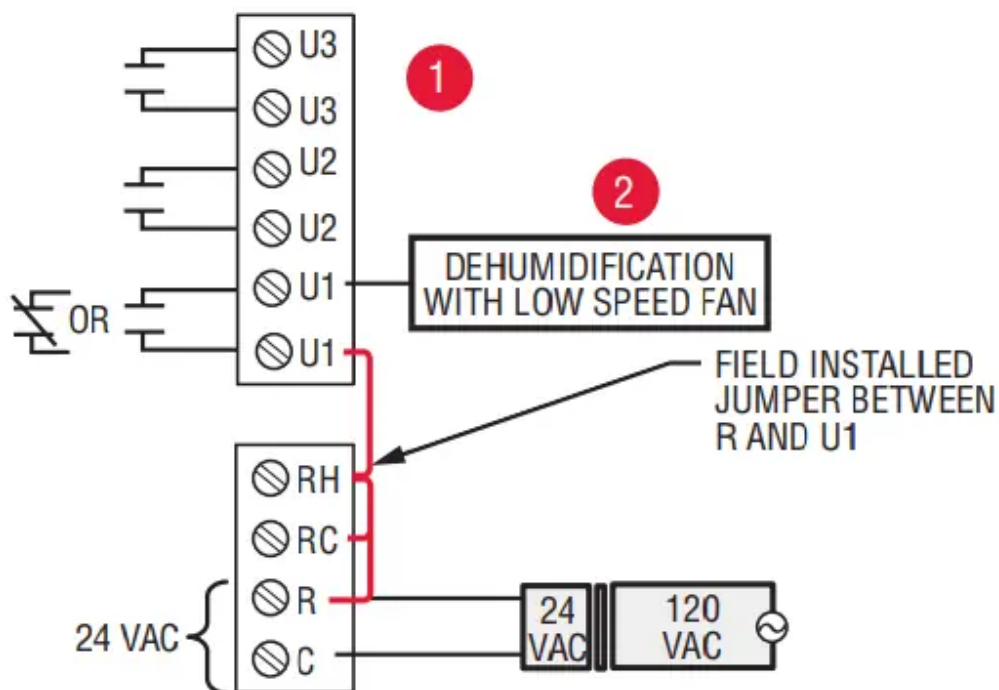 U3
1
U3
U2
2
U2
DEHUMIDIFICATION
WITH LOW SPEED FAN
U1
OR
U1
FIELD INSTALLED
JUMPER BETWEEN
R AND U1
RH
RC
R
24
VAC
120
VAC
24 VAC
C